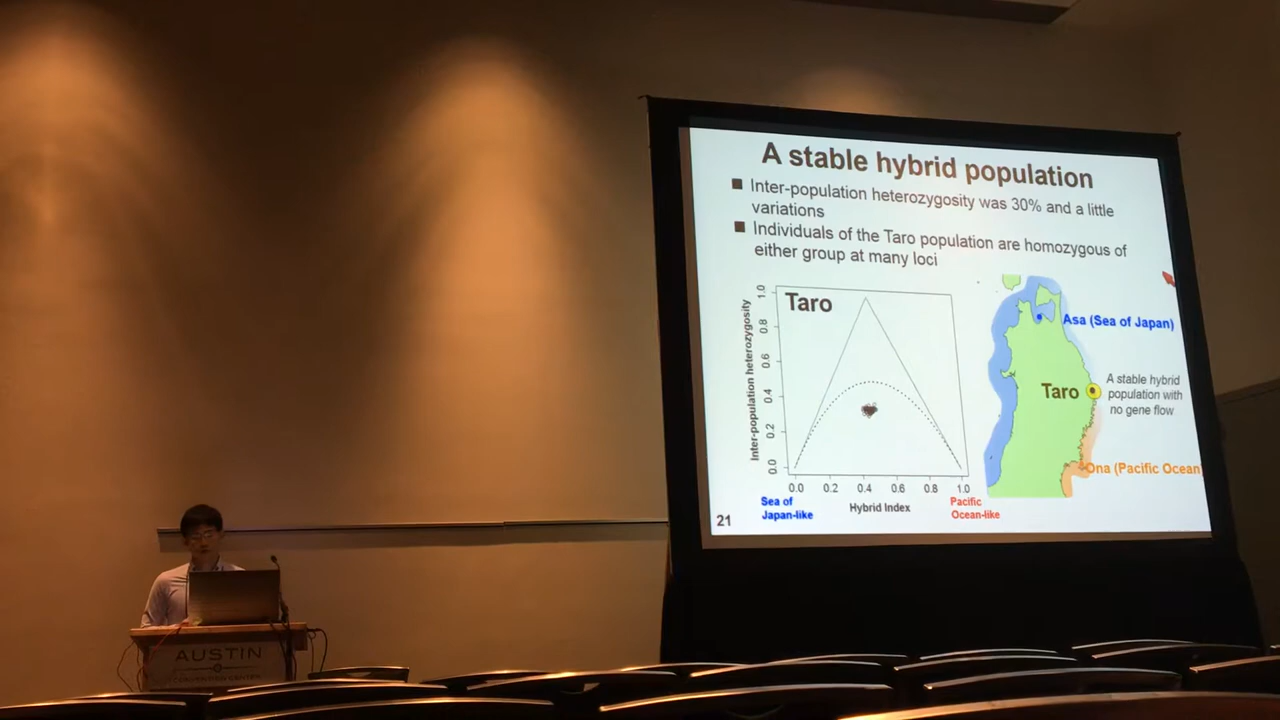 A stable hybrid population
Inter-population heterozygosity was 30% and a little
variations
Individuals of the Taro population are homozygous of
either group at many loci
Taro
Inter-population heterozygosity
1.0
0.8
0.6
0.4
0.2
0.0
0.0 0.2 0.4 0.6 0.8 1.0
Sea of
Japan-like
Hybrid Index
Pacific
Ocean-like
Asa (Sea of Japan)
Taro
A stable hybrid
population with
no gene flow
Ona (Pacific Ocean
21
AUSTIN
CONVENTION CENTER